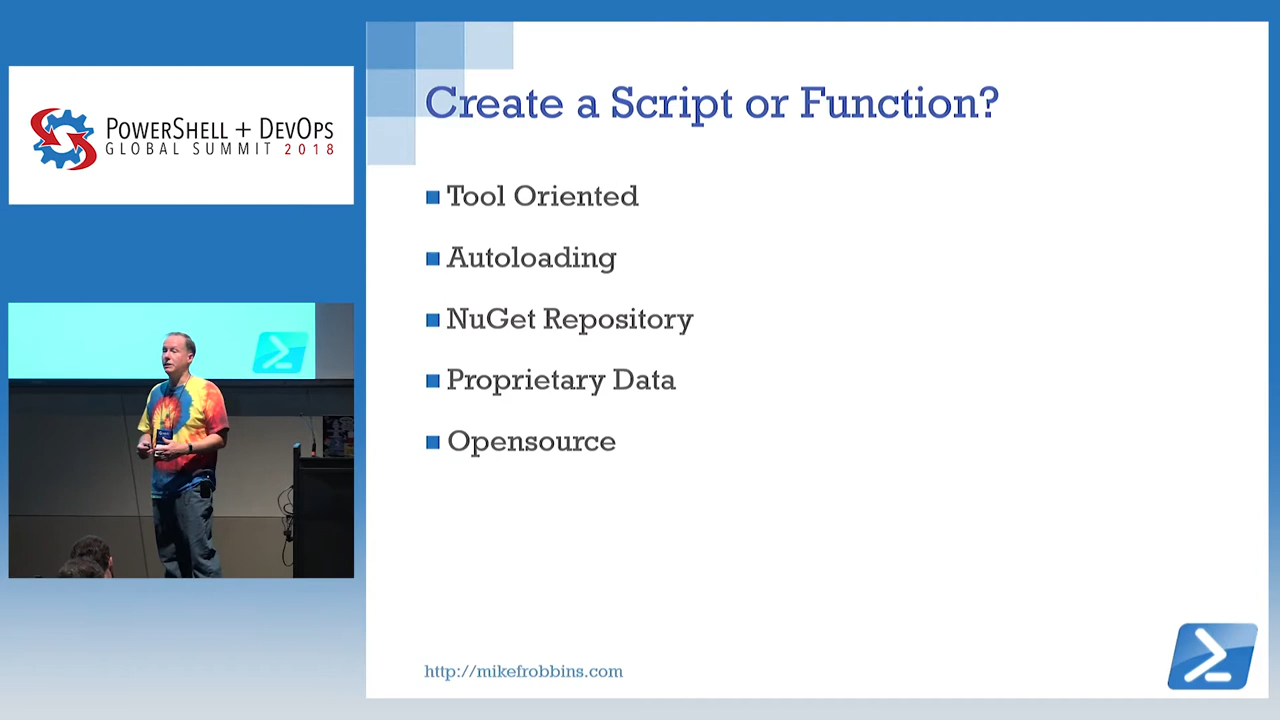 POWERSHELL + DEVOPS
GLOBAL SUMMIT 2018
Create a Script or Function?
Tool Oriented
Autoloading
NuGet Repository
Proprietary Data
Opensource
http://mikefrobbins.com